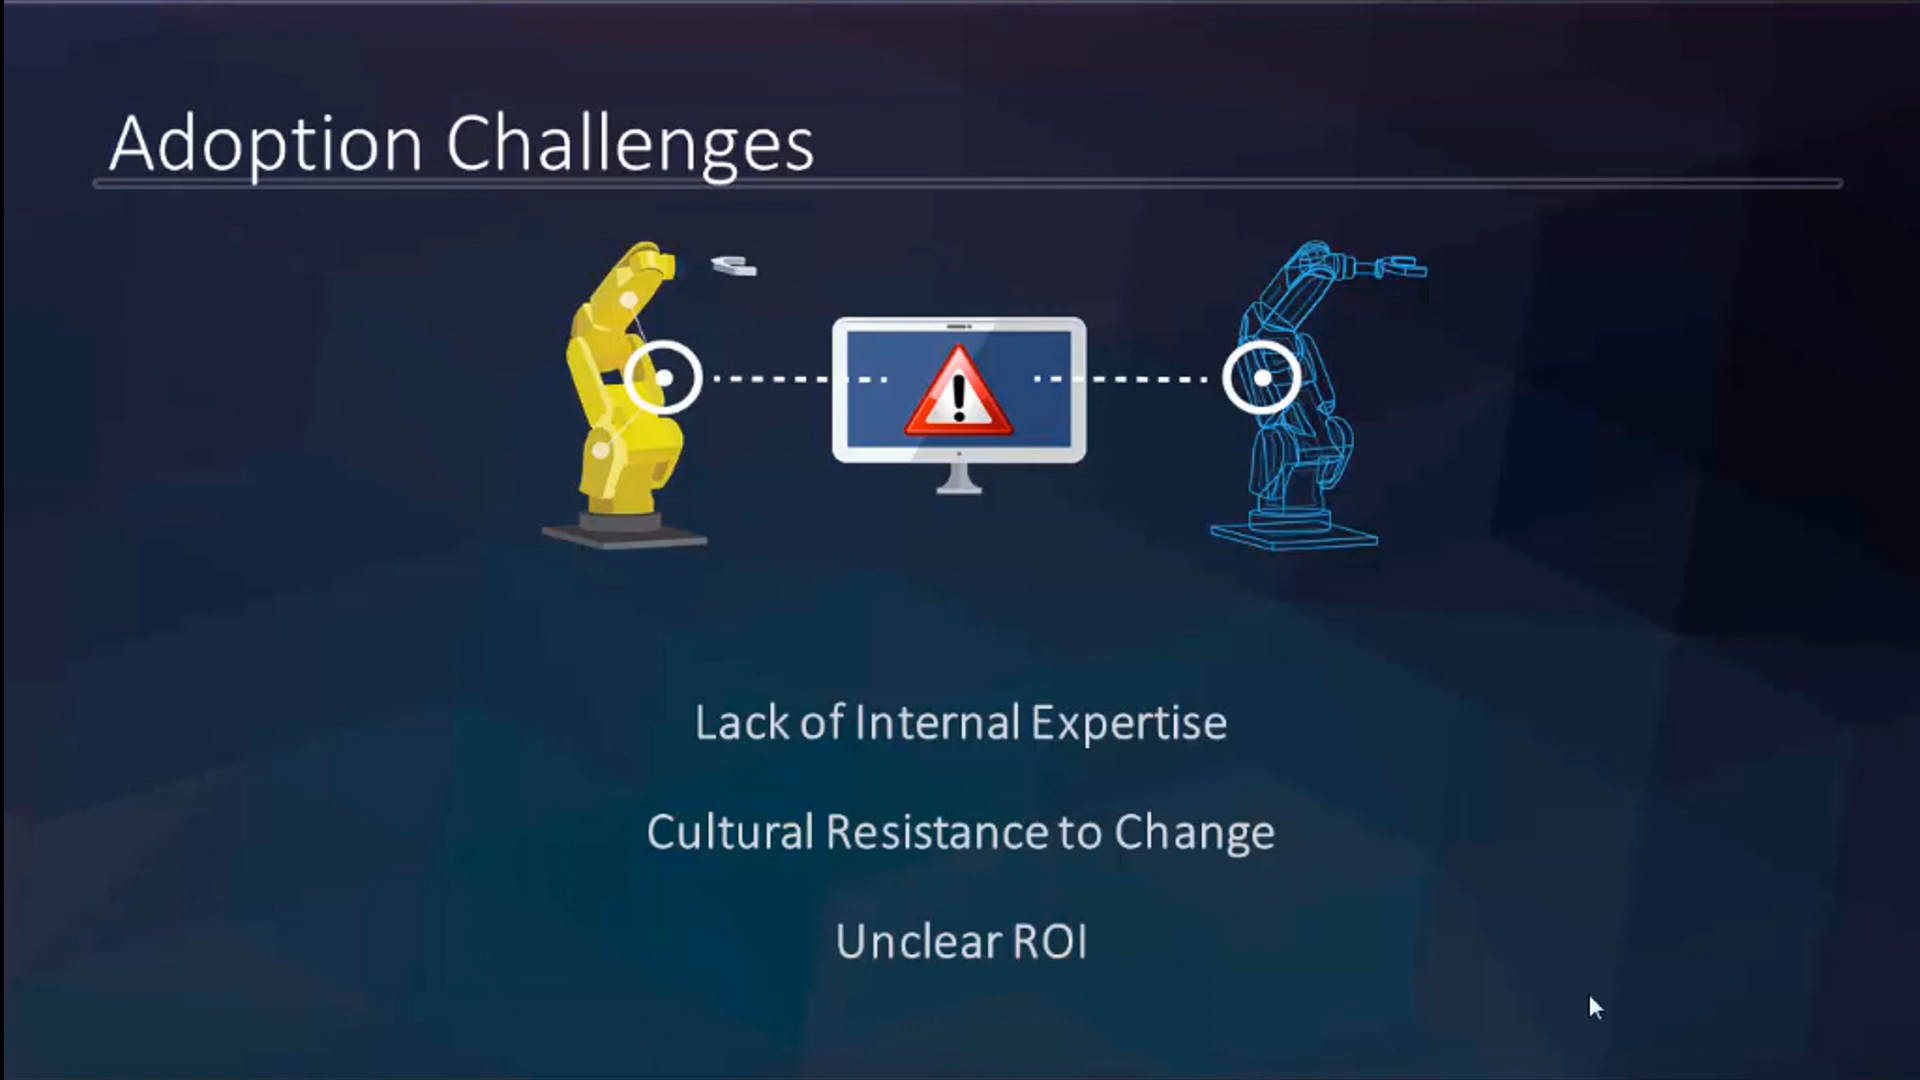 Adoption Challenges
Lack of Internal Expertise
Cultural Resistance to Change
Unclear ROI